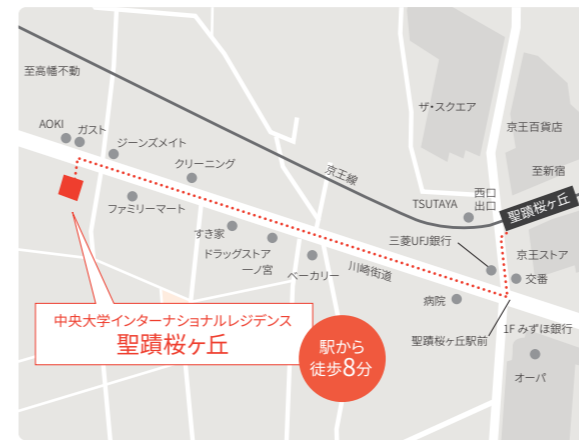 至高幡不動
ザ・スクエア
京王百貨店
AOKI
ガスト
ジーンズメイト
クリーニング
京王線
至新宿
TSUTAYA
西口
出口
聖蹟桜ヶ丘
ファミリーマート
すき家
ドラッグストア
一ノ宮
ベーカリー
川崎街道
三菱UFJ銀行
京王ストア
交番
病院
聖蹟桜ヶ丘駅前
1F みずほ銀行
オーパ
中央大学インターナショナルレジデンス
聖蹟桜ヶ丘
駅から
徒歩8分